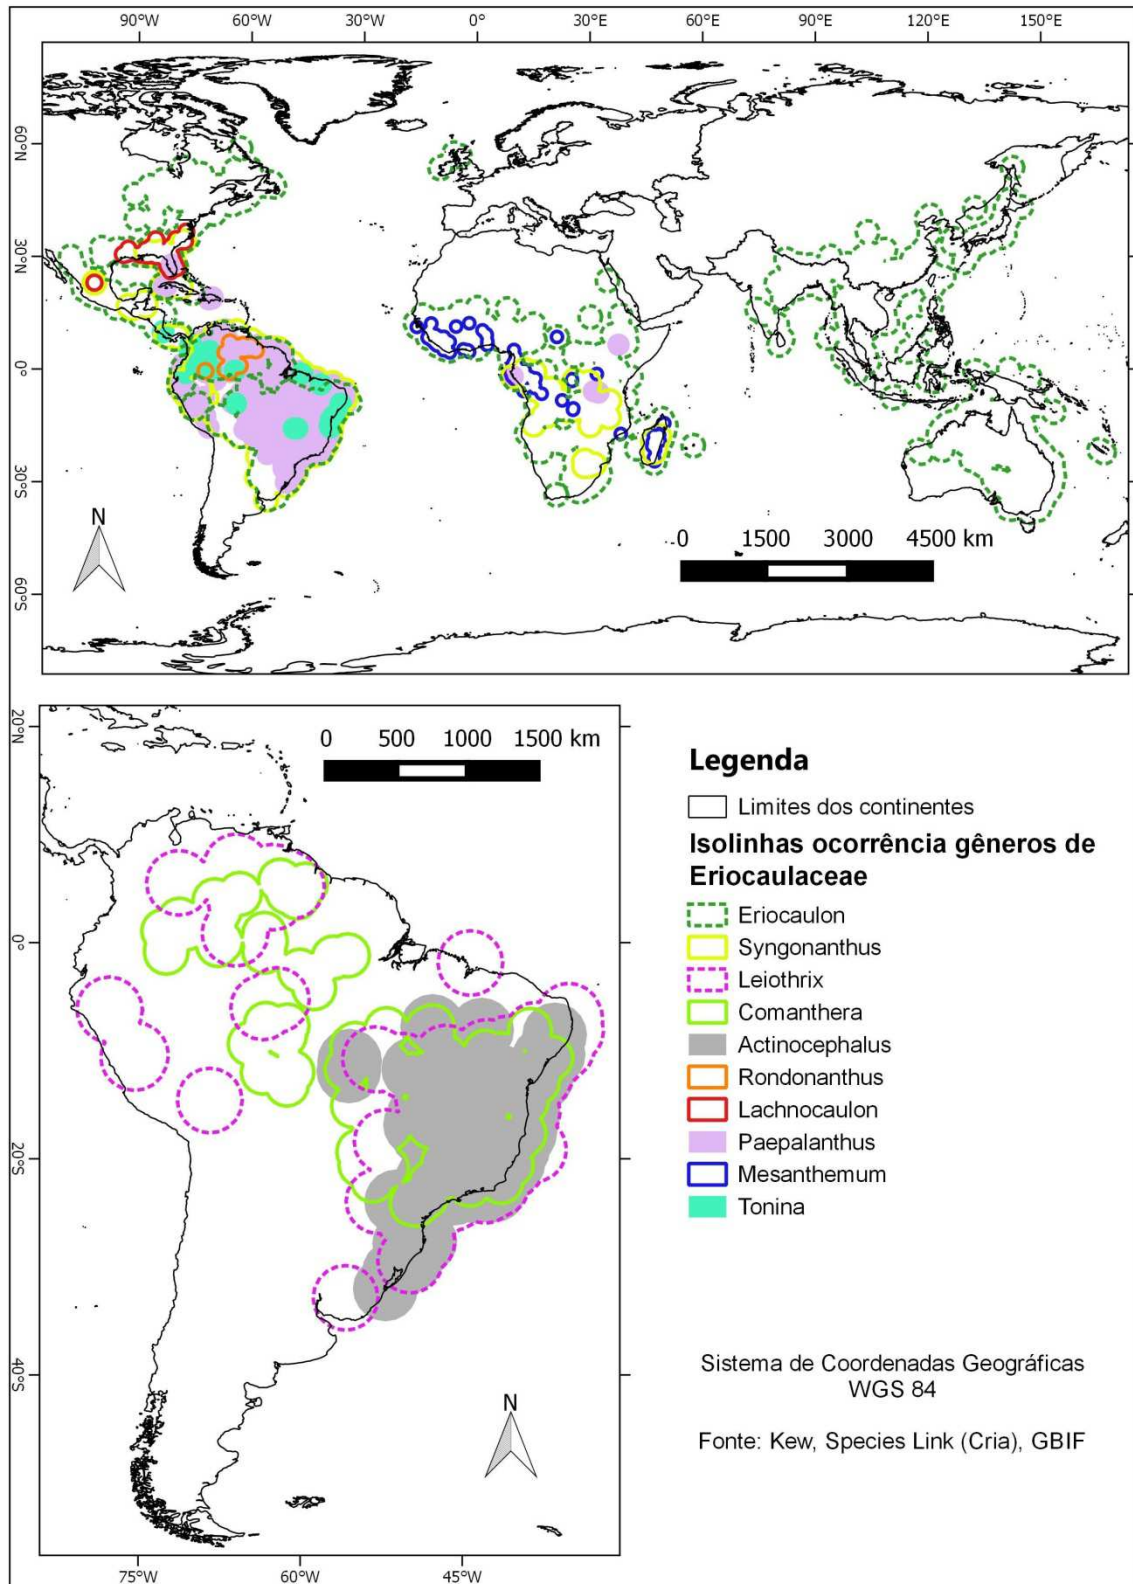 90°W 60°W 30°W 0° 30°E 60°E 90°E 120°E 150°E
60°N
30°N
0°
30°S
60°S
N
0 1500 3000 4500 km
20°N
0°
20°S
40°S
0 500 1000 1500 km
N
75°W 60°W 45°W
Legenda
Limites dos continentes
Isolinhas ocorrência gêneros de
Eriocaulaceae
Eriocaulon
Syngonanthus
Leiothrix
Comanthera
Actinocephalus
Rondonanthus
Lachnocaulon
Paepalanthus
Mesanthemum
Tonina
Sistema de Coordenadas Geográficas
WGS 84
Fonte: Kew, Species Link (Cria), GBIF